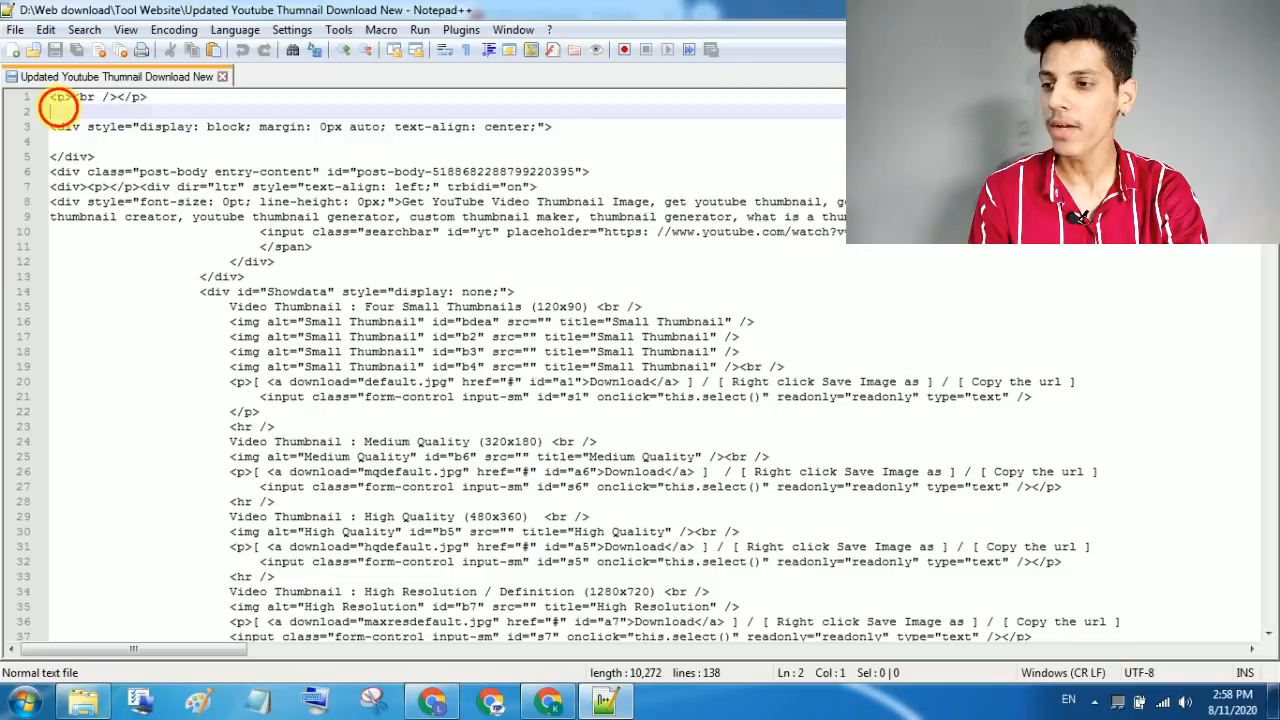 D:\Web download\Tool Website\Updated Youtube Thumnail Download New - Notepad++
File Edit Search View Encoding Language Settings Tools Macro Run Plugins Window ?
Updated Youtube Thumnail Download New
1 <p><br /></p>
2
3 <div style="display: block; margin: 0px auto; text-align: center;">
4
5 </div>
6 <div class="post-body entry-content" id="post-body-5188682288799220395">
7 <div><p></p><div dir="ltr" style="text-align: left;" trbidi="on">
8 <div style="font-size: 0pt; line-height: 0px;">Get YouTube Video Thumbnail Image, get youtube thumbnail,
9 thumbnail creator, youtube thumbnail generator, custom thumbnail maker, thumbnail generator, what is a
10 <input class="searchbar" id="yt" placeholder="https: //www.youtube.com/watch?v
11 </span>
12 </div>
13 </div>
14 <div id="Showdata" style="display: none;">
15 Video Thumbnail : Four Small Thumbnails (120x90) <br />
16 <img alt="Small Thumbnail" id="bdea" src="" title="Small Thumbnail" />
17 <img alt="Small Thumbnail" id="b2" src="" title="Small Thumbnail" />
18 <img alt="Small Thumbnail" id="b3" src="" title="Small Thumbnail" />
19 <img alt="Small Thumbnail" id="b4" src="" title="Small Thumbnail" /><br />
20 <p>[ <a download="default.jpg" href="#" id="a1">Download</a> ] / [ Right click Save Image as ] / [ Copy the url ]
21 <input class="form-control input-sm" id="s1" onclick="this.select()" readonly="readonly" type="text" />
22 </p>
23 <hr />
24 Video Thumbnail : Medium Quality (320x180) <br />
25 <img alt="Medium Quality" id="b6" src="" title="Medium Quality" /><br />
26 <p>[ <a download="mqdefault.jpg" href="#" id="a6">Download</a> ]  / [ Right click Save Image as ] / [ Copy the url ]
27 <input class="form-control input-sm" id="s6" onclick="this.select()" readonly="readonly" type="text" /></p>
28 <hr />
29 Video Thumbnail : High Quality (480x360)  <br />
30 <img alt="High Quality" id="b5" src="" title="High Quality" /><br />
31 <p>[ <a download="hqdefault.jpg" href="#" id="a5">Download</a> ] / [ Right click Save Image as ] / [ Copy the url ]
32 <input class="form-control input-sm" id="s5" onclick="this.select()" readonly="readonly" type="text" /></p>
33 <hr />
34 Video Thumbnail : High Resolution / Definition (1280x720) <br />
35 <img alt="High Resolution" id="b7" src="" title="High Resolution" />
36 <p>[ <a download="maxresdefault.jpg" href="#" id="a7">Download</a> ] / [ Right click Save Image as ] / [ Copy the url ]
37 <input class="form-control input-sm" id="s7" onclick="this.select()" readonly="readonly" type="text" /></p>
Normal text file length : 10,272 lines : 138 Ln : 2 Col : 1 Sel : 0 | 0 Windows (CR LF) UTF-8 INS
EN 2:58 PM
8/11/2020